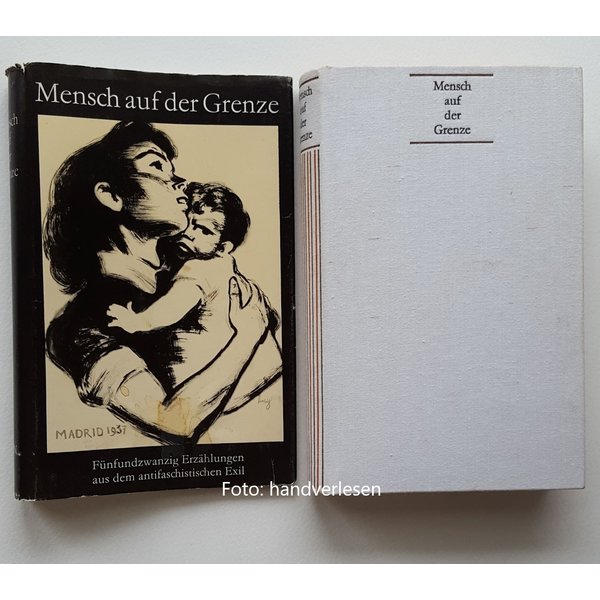 Mensch auf der Grenze
MADRID 1937
Fünfundzwanzig Erzählungen
aus dem antifaschistischen Exil
Mensch
auf
der
Grenze
Foto: handverlesen